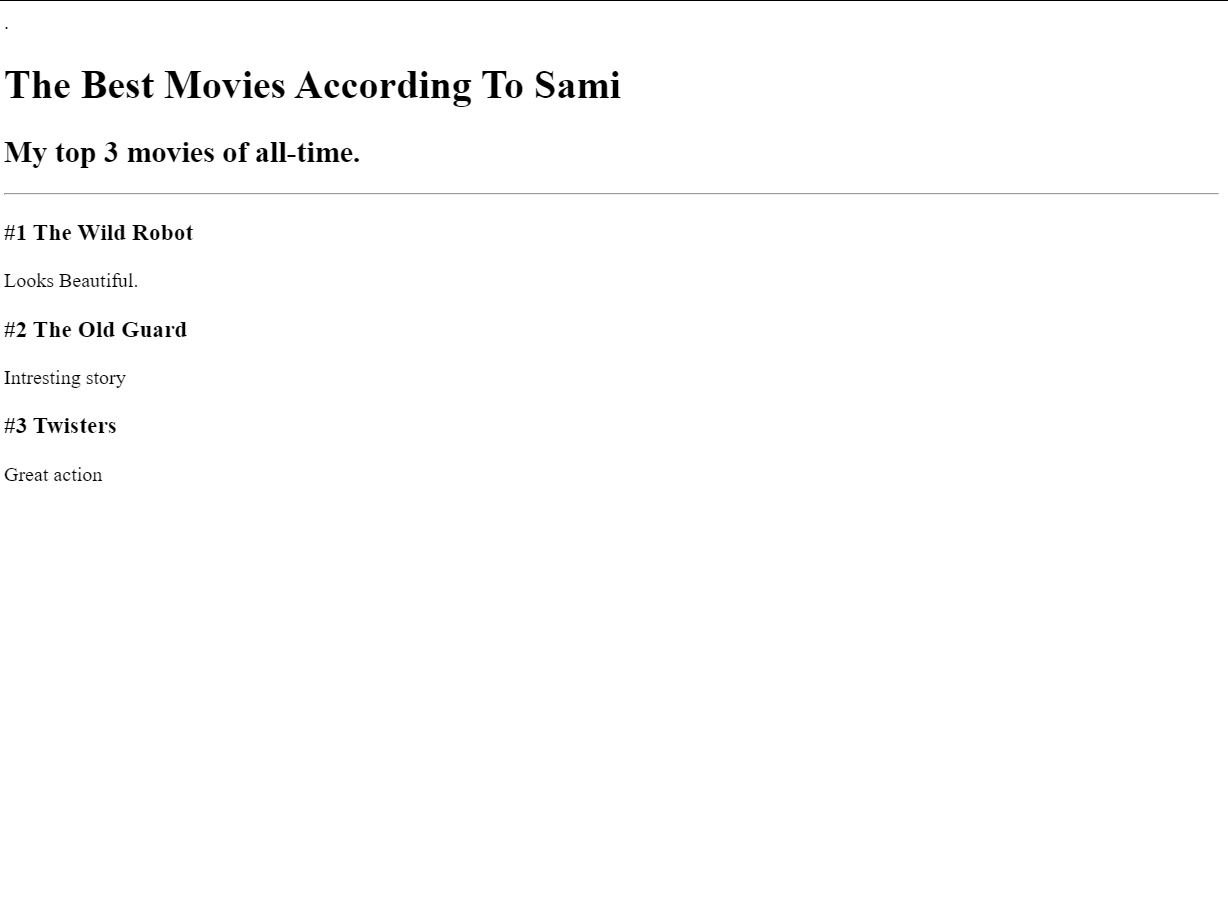 .
The Best Movies According To Sami
My top 3 movies of all-time.
#1 The Wild Robot
Looks Beautiful.
#2 The Old Guard
Intresting story
#3 Twisters
Great action